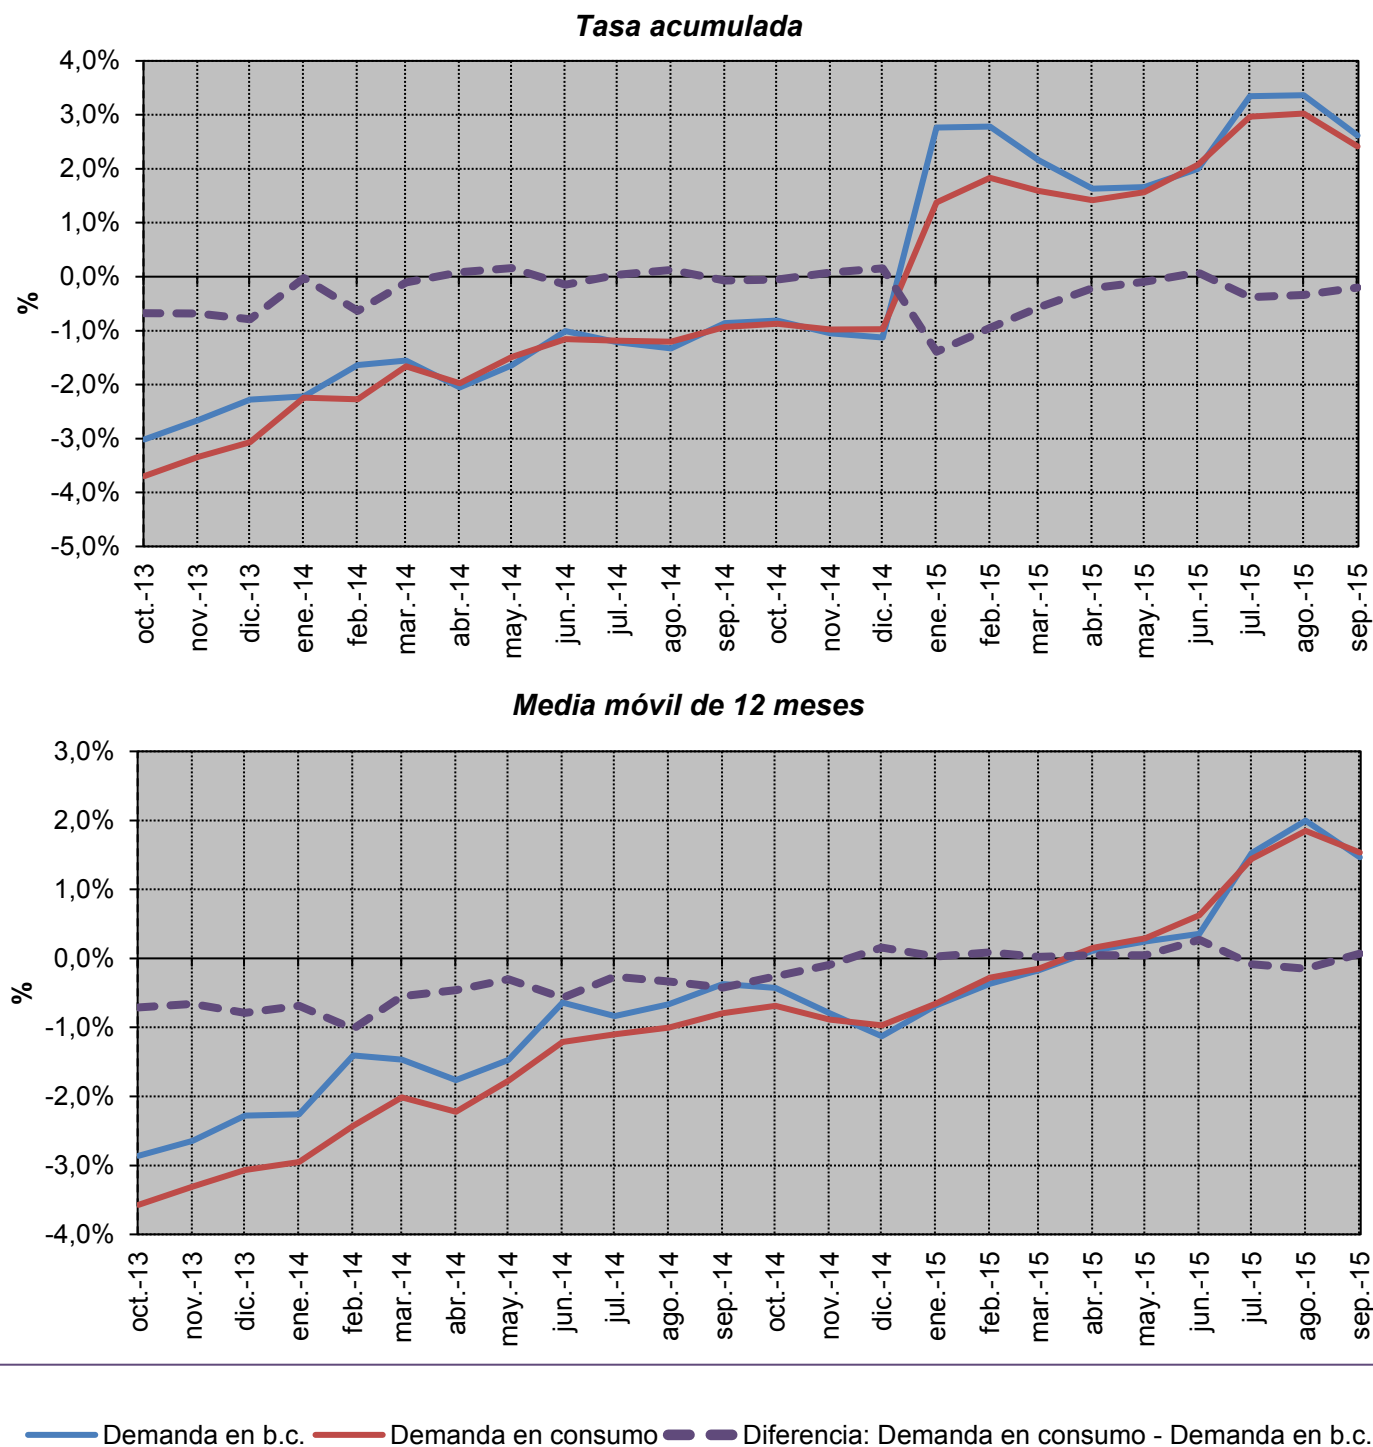 Tasa acumulada
4,0%
3,0%
2,0%
1,0%
0,0%
-1,0%
-2,0%
-3,0%
-4,0%
-5,0%
%
oct.-13
nov.-13
dic.-13
ene.-14
feb.-14
mar.-14
abr.-14
may.-14
jun.-14
jul.-14
ago.-14
sep.-14
oct.-14
nov.-14
dic.-14
ene.-15
feb.-15
mar.-15
abr.-15
may.-15
jun.-15
jul.-15
ago.-15
sep.-15
Media móvil de 12 meses
3,0%
2,0%
1,0%
0,0%
-1,0%
-2,0%
-3,0%
-4,0%
%
oct.-13
nov.-13
dic.-13
ene.-14
feb.-14
mar.-14
abr.-14
may.-14
jun.-14
jul.-14
ago.-14
sep.-14
oct.-14
nov.-14
dic.-14
ene.-15
feb.-15
mar.-15
abr.-15
may.-15
jun.-15
jul.-15
ago.-15
sep.-15
Demanda en b.c. Demanda en consumo Diferencia: Demanda en consumo - Demanda en b.c.